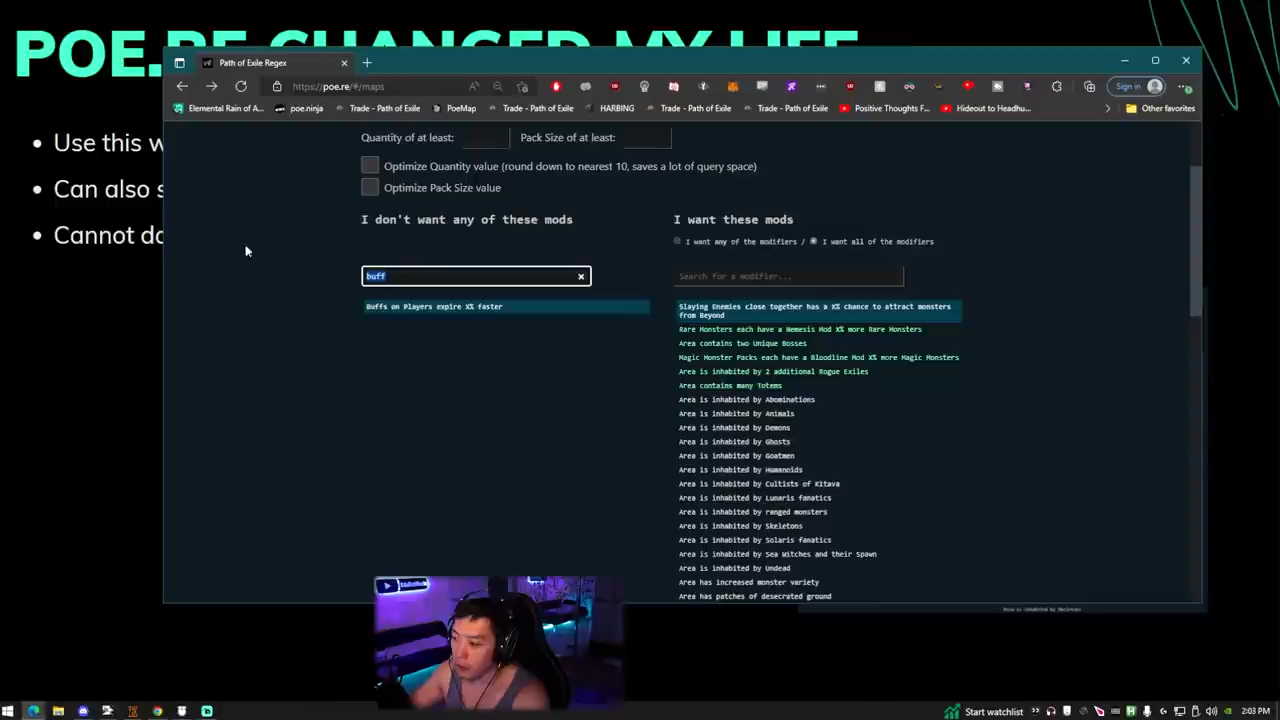 POE.RE CHANGED MY LIFE
Path of Exile Regex
https://poe.re/#/maps
Sign in
Elemental Rain of A...
poe.ninja
Trade - Path of Exile
PoeMap
Trade - Path of Exile
HARBING
Trade - Path of Exile
Trade - Path of Exile
Positive Thoughts F...
Hideout to Headhu...
Other favorites
Use this w
Can also s
Cannot do
Quantity of at least:
Pack Size of at least:
Optimize Quantity value (round down to nearest 10, saves a lot of query space)
Optimize Pack Size value
I don't want any of these mods
I want these mods
I want any of the modifiers / I want all of the modifiers
buff
Search for a modifier...
Buffs on Players expire X% faster
Slaying Enemies close together has a X% chance to attract monsters
from Beyond
Rare Monsters each have a Nemesis Mod X% more Rare Monsters
Area contains two Unique Bosses
Magic Monster Packs each have a Bloodline Mod X% more Magic Monsters
Area is inhabited by 2 additional Rogue Exiles
Area contains many Totems
Area is inhabited by Abominations
Area is inhabited by Animals
Area is inhabited by Demons
Area is inhabited by Ghosts
Area is inhabited by Goatmen
Area is inhabited by Humanoids
Area is inhabited by Cultists of Kitava
Area is inhabited by Lunaris fanatics
Area is inhabited by ranged monsters
Area is inhabited by Skeletons
Area is inhabited by Solaris fanatics
Area is inhabited by Sea Witches and their Spawn
Area is inhabited by Undead
Area has increased monster variety
Area has patches of desecrated ground
Area is inhabited by Skeletons
Start watchlist
2:03 PM